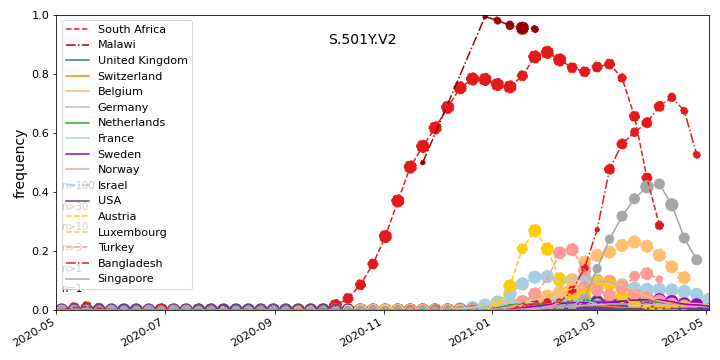 S.501Y.V2
frequency
1.0
0.8
0.6
0.4
0.2
0.0
South Africa
Malawi
United Kingdom
Switzerland
Belgium
Germany
Netherlands
France
Sweden
Norway
Israel
USA
Austria
Luxembourg
Turkey
Bangladesh
Singapore
n>100
n>30
n>10
n>3
n>1
n~1
2020-05
2020-07
2020-09
2020-11
2021-01
2021-03
2021-05